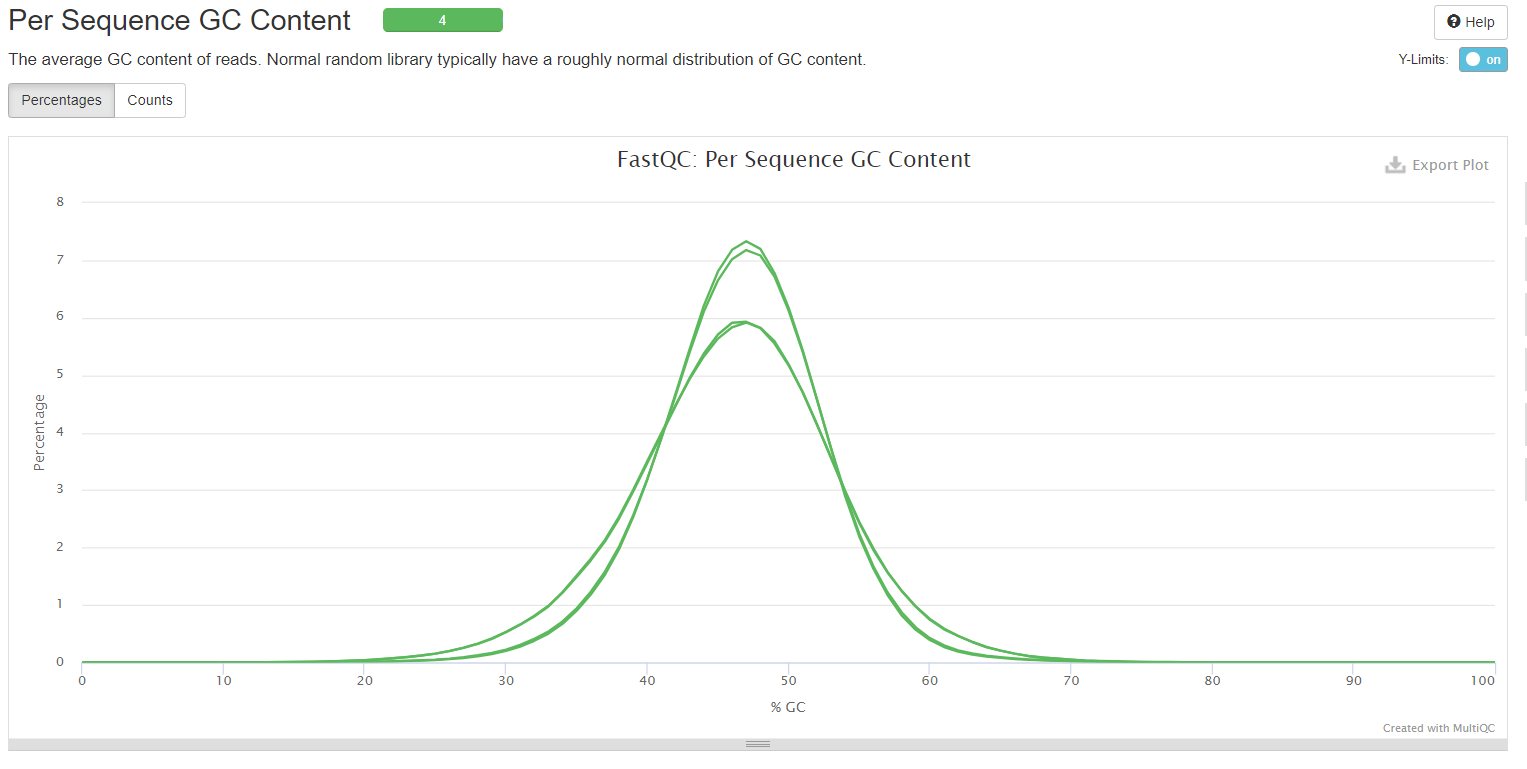 Per Sequence GC Content
4
Help
The average GC content of reads. Normal random library typically have a roughly normal distribution of GC content.
Y-Limits: on
Percentages Counts
FastQC: Per Sequence GC Content
Export Plot
8
7
6
5
4
3
2
1
0
Percentage
0 10 20 30 40 50 60 70 80 90 100
% GC
Created with MultiQC